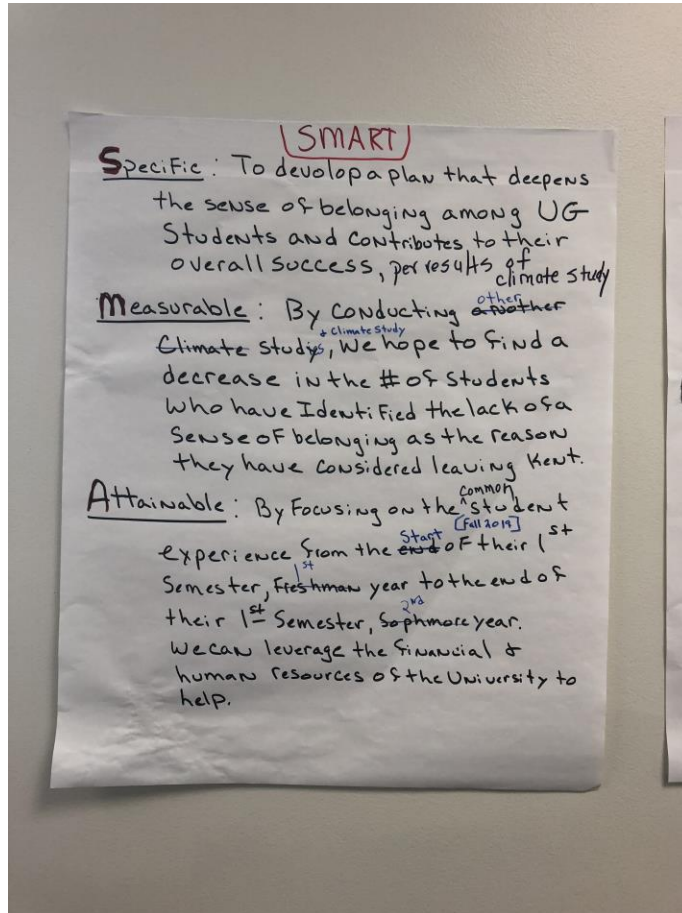 SMART
Specific: To devolop a plan that deepens
the sense of belonging among UG
Students and contributes to their
overall success, per results of
climate study
Measurable: By conducting another other
+ Climate study
Climate studys, we hope to find a
decrease in the # of students
who have Identified the lack of a
sense of belonging as the reason
they have considered leaving Kent.
common
Attainable: By Focusing on the ^ student
Start [Fall 2019]
experience from the end of their 1st
1st
Semester, Freshman year to the end of
2nd
their 1st Semester, Sophmore year.
We can leverage the financial &
human resources of the University to
help.